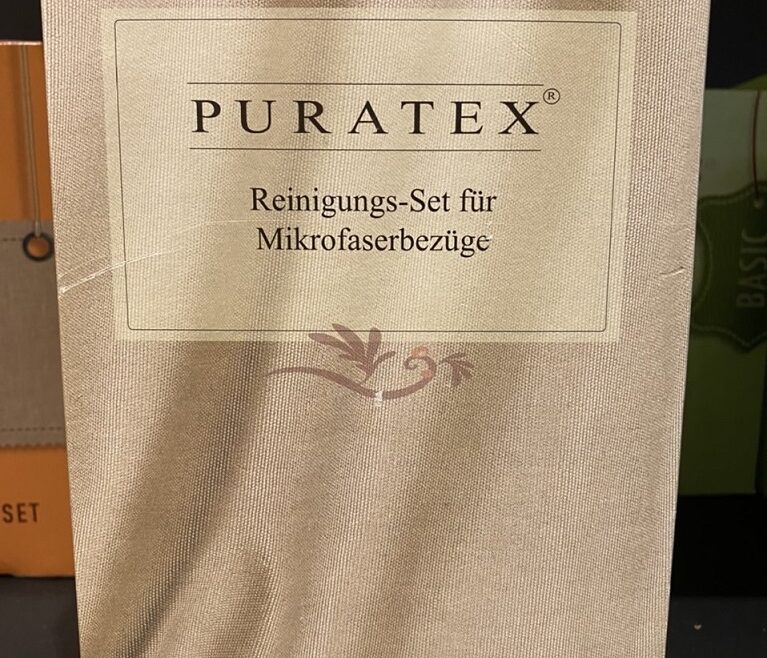 PURATEX®
Reinigungs-Set für
Mikrofaserbezüge
SET
BASIC